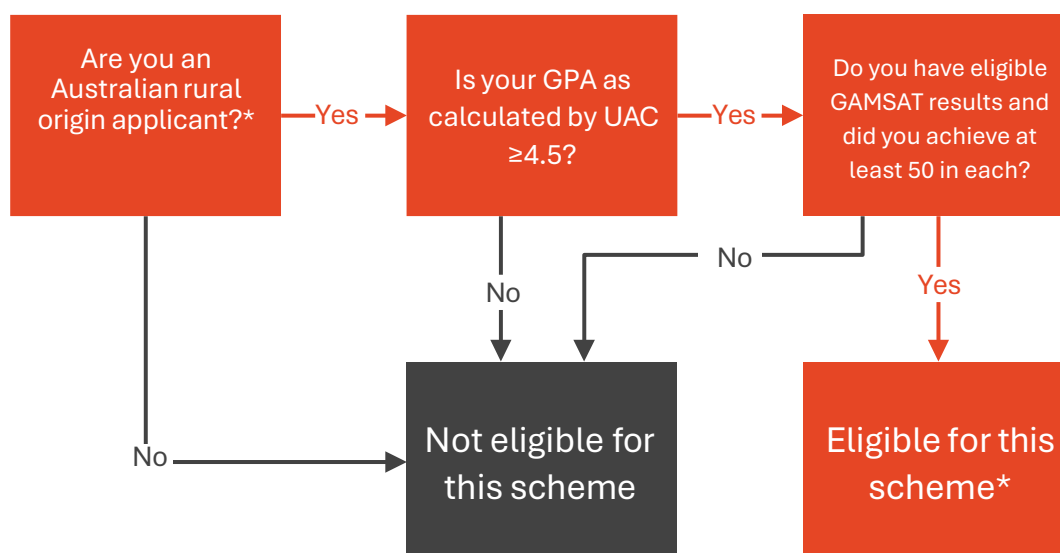 Are you an
Australian rural
origin applicant?*
Yes
Is your GPA as
calculated by UAC
≥4.5?
Yes
Do you have eligible
GAMSAT results and
did you achieve at
least 50 in each?
No
No
Yes
No
Not eligible for
this scheme
Eligible for this
scheme*